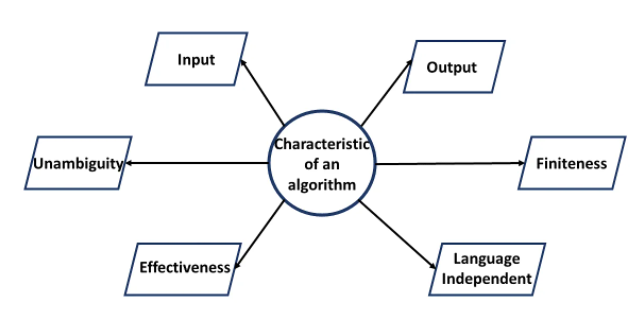 Input
Output
Characteristic
of an
algorithm
Unambiguity
Finiteness
Effectiveness
Language
Independent